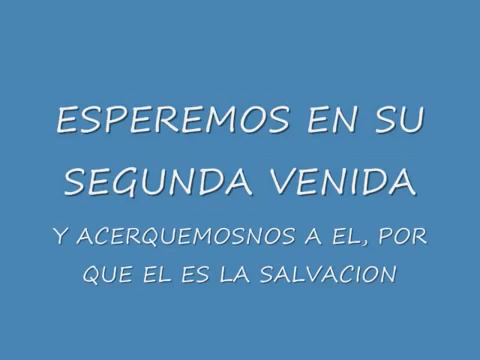 ESPEREMOS EN SU
SEGUNDA VENIDA
Y ACERQUEMOSNOS A EL, POR
QUE EL ES LA SALVACION